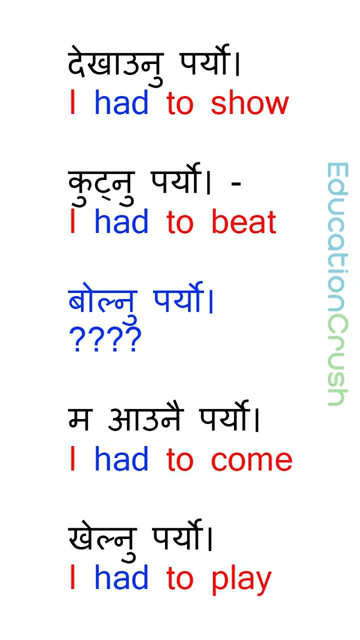 देखाउनु पर्यो।
I had to show
कुट्नु पर्यो। -
I had to beat
बोल्नु पर्यो।
????
म आउनै पर्यो।
I had to come
खेल्नु पर्यो।
I had to play
EducationCrush